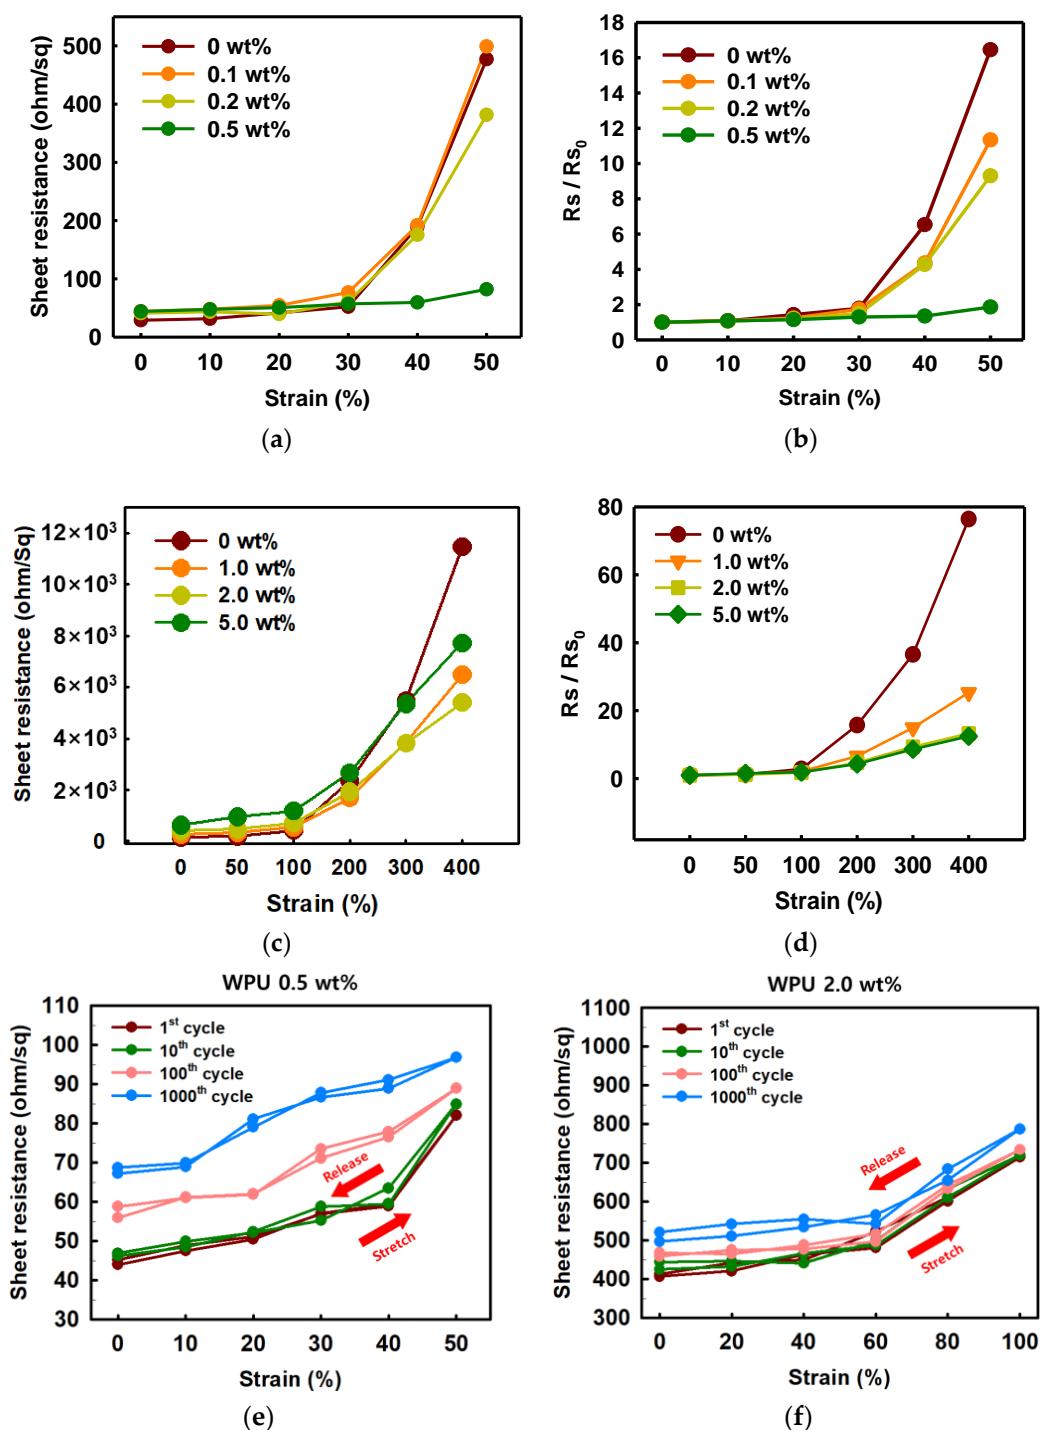 Sheet resistance (ohm/sq)
500
400
300
200
100
0
0 wt%
0.1 wt%
0.2 wt%
0.5 wt%
0 10 20 30 40 50
Strain (%)
(a)
Rs / Rs0
18
16
14
12
10
8
6
4
2
0
0 wt%
0.1 wt%
0.2 wt%
0.5 wt%
0 10 20 30 40 50
Strain (%)
(b)
Sheet resistance (ohm/Sq)
12×10³
10×10³
8×10³
6×10³
4×10³
2×10³
0
0 wt%
1.0 wt%
2.0 wt%
5.0 wt%
0 50 100 200 300 400
Strain (%)
(c)
Rs / Rs0
80
60
40
20
0
0 wt%
1.0 wt%
2.0 wt%
5.0 wt%
0 50 100 200 300 400
Strain (%)
(d)
WPU 0.5 wt%
Sheet resistance (ohm/sq)
110
100
90
80
70
60
50
40
30
1st cycle
10th cycle
100th cycle
1000th cycle
Release
Stretch
0 10 20 30 40 50
Strain (%)
(e)
WPU 2.0 wt%
Sheet resistance (ohm/sq)
1100
1000
900
800
700
600
500
400
300
1st cycle
10th cycle
100th cycle
1000th cycle
Release
Stretch
0 20 40 60 80 100
Strain (%)
(f)